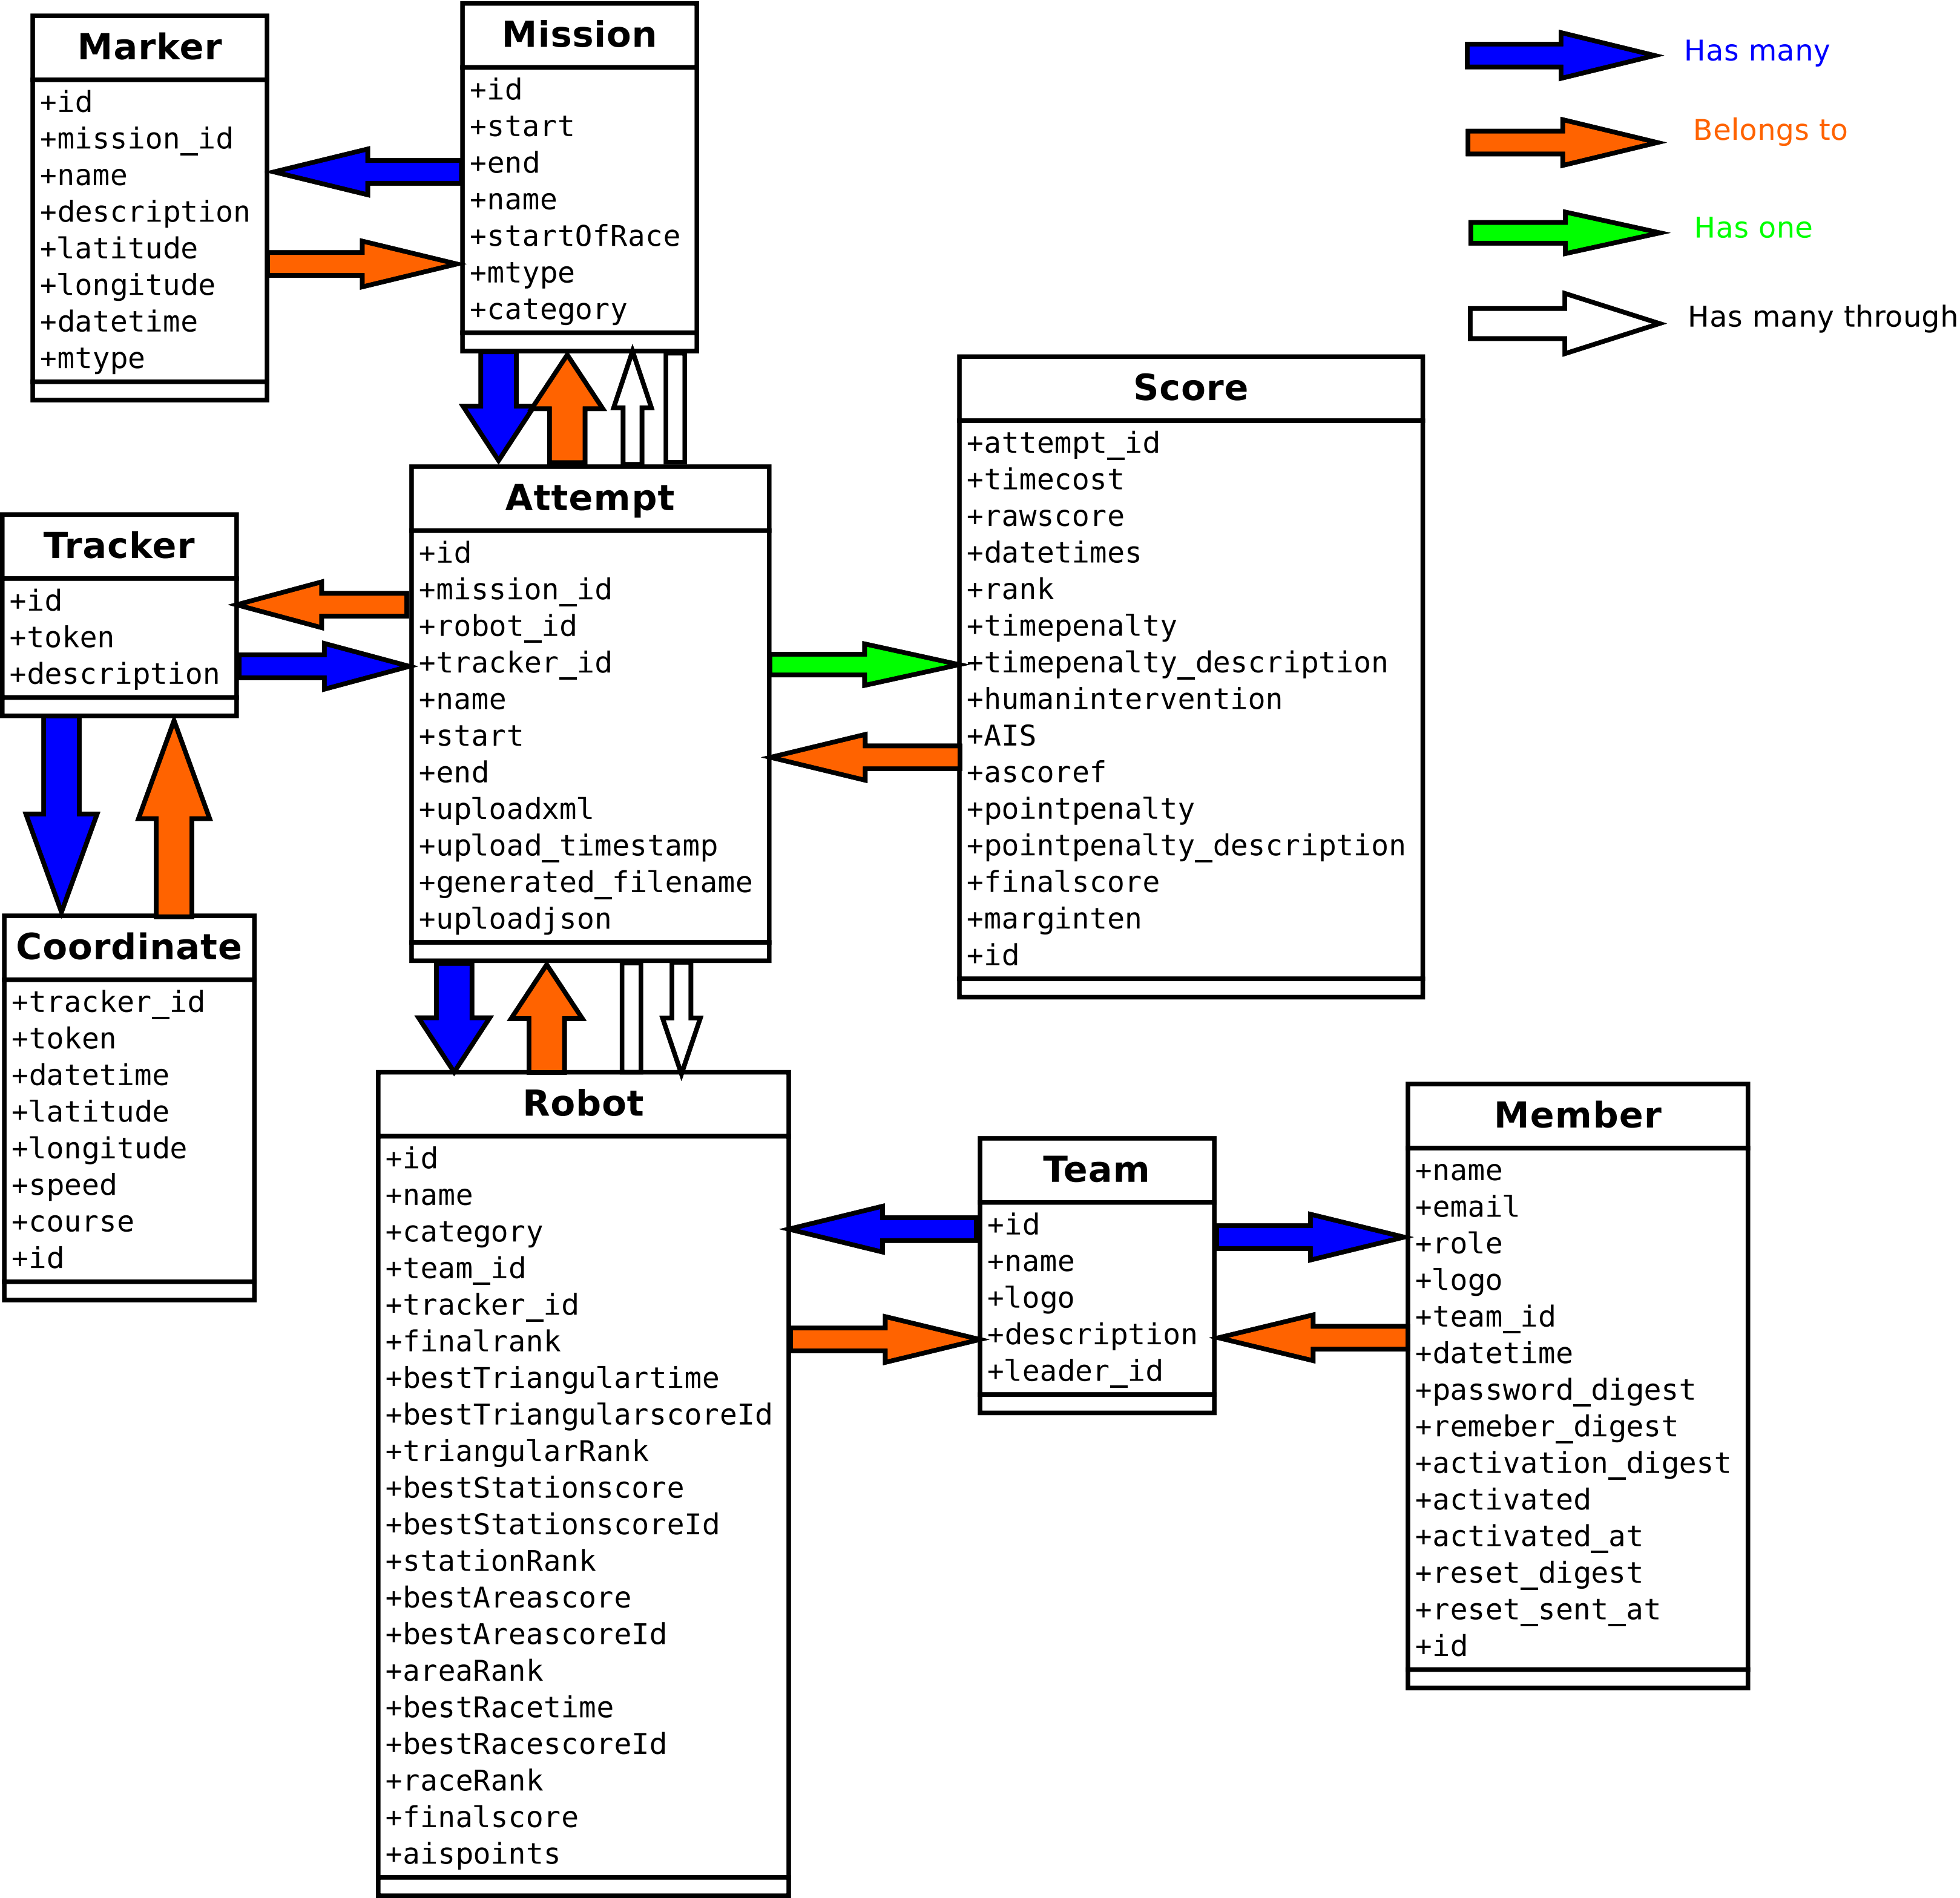 Marker
+id
+mission_id
+name
+description
+latitude
+longitude
+datetime
+mtype
Mission
+id
+start
+end
+name
+startOfRace
+mtype
+category
Has many
Belongs to
Has one
Has many through
Score
+attempt_id
+timecost
+rawscore
+datetimes
+rank
+timepenalty
+timepenalty_description
+humanintervention
+AIS
+ascoref
+pointpenalty
+pointpenalty_description
+finalscore
+marginten
+id
Attempt
+id
+mission_id
+robot_id
+tracker_id
+name
+start
+end
+uploadxml
+upload_timestamp
+generated_filename
+uploadjson
Tracker
+id
+token
+description
Coordinate
+tracker_id
+token
+datetime
+latitude
+longitude
+speed
+course
+id
Robot
+id
+name
+category
+team_id
+tracker_id
+finalrank
+bestTriangulartime
+bestTriangularscoreId
+triangularRank
+bestStationscore
+bestStationscoreId
+stationRank
+bestAreascore
+bestAreascoreId
+areaRank
+bestRacetime
+bestRacescoreId
+raceRank
+finalscore
+aispoints
Team
+id
+name
+logo
+description
+leader_id
Member
+name
+email
+role
+logo
+team_id
+datetime
+password_digest
+remeber_digest
+activation_digest
+activated
+activated_at
+reset_digest
+reset_sent_at
+id